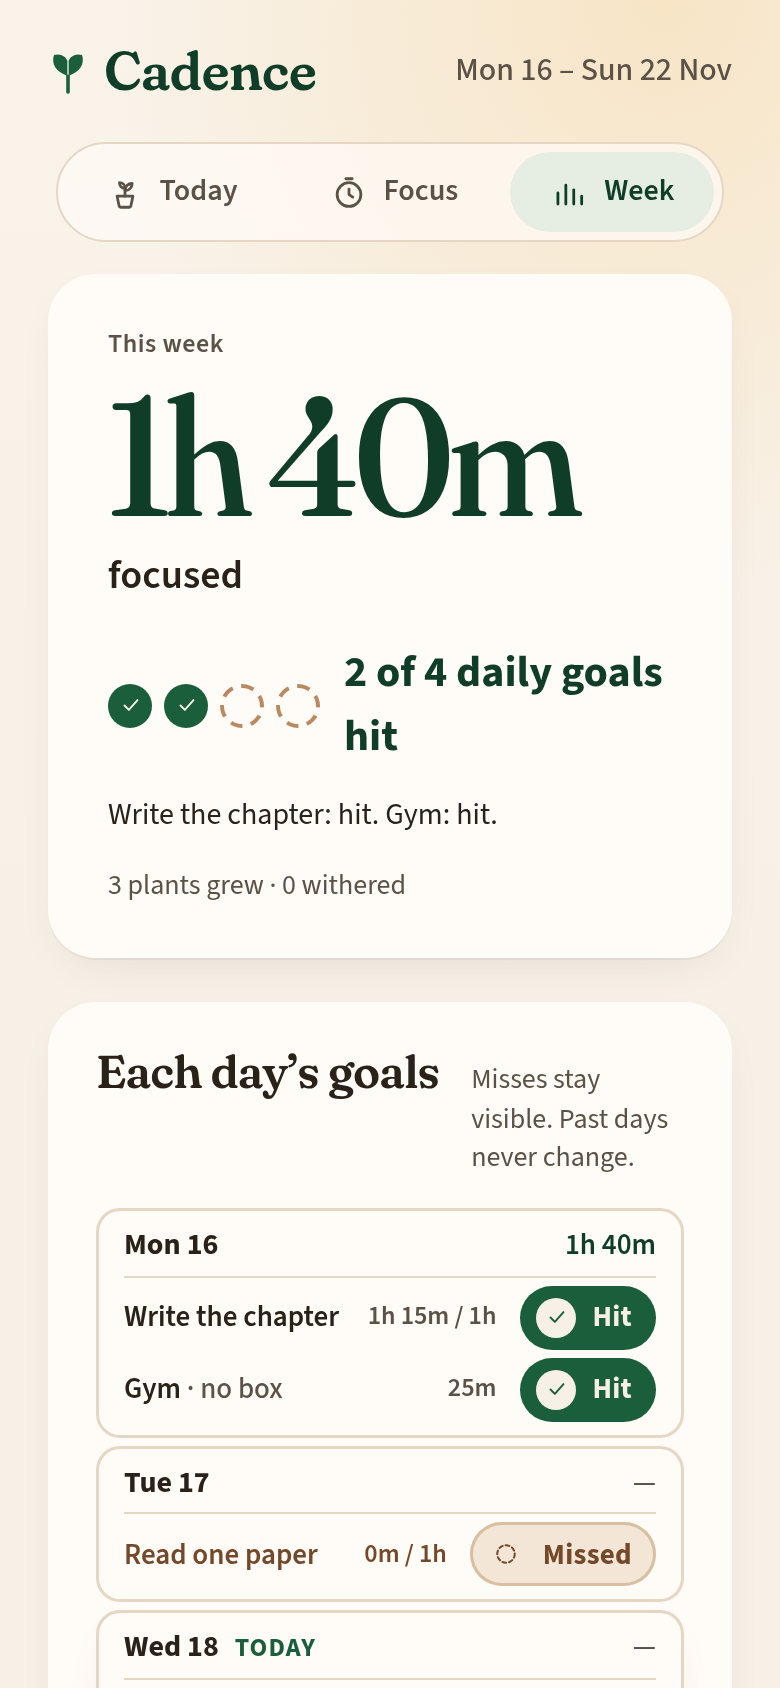 Cadence
Mon 16 – Sun 22 Nov
Today
Focus
Week
This week
1h 40m
focused
2 of 4 daily goals
hit
Write the chapter: hit. Gym: hit.
3 plants grew · 0 withered
Each day’s goals
Misses stay
visible. Past days
never change.
Mon 16
1h 40m
Write the chapter
1h 15m / 1h
Hit
Gym · no box
25m
Hit
Tue 17
—
Read one paper
0m / 1h
Missed
Wed 18 TODAY
—